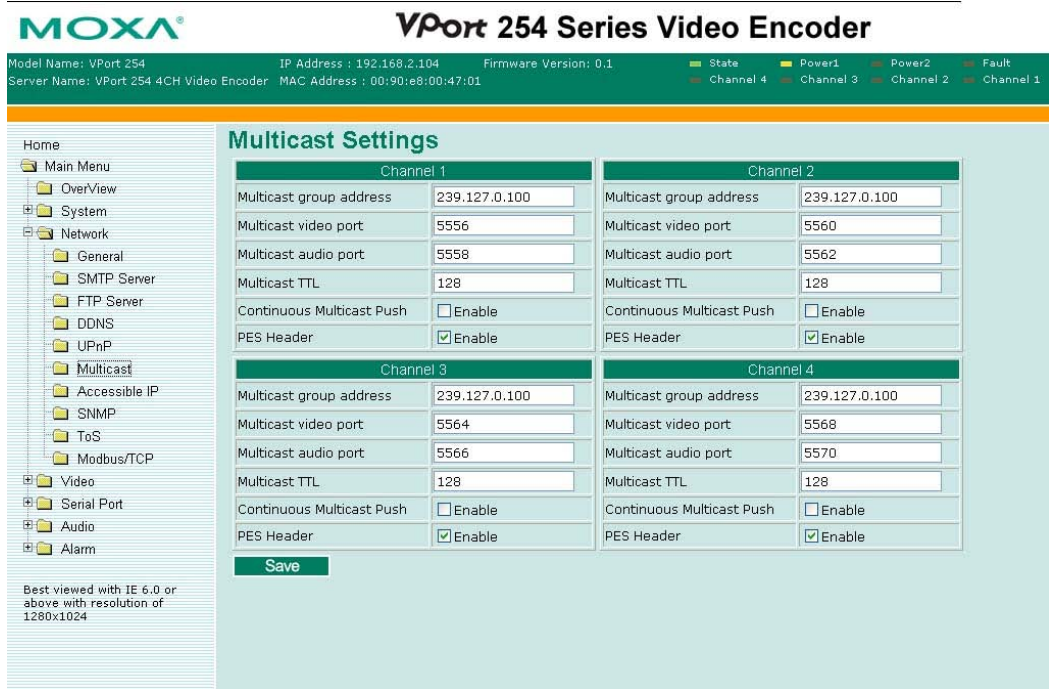 MOXA®
VPort 254 Series Video Encoder
Model Name: VPort 254 IP Address : 192.168.2.104 Firmware Version: 0.1 State Power1 Power2 Fault
Server Name: VPort 254 4CH Video Encoder MAC Address : 00:90:e8:00:47:01 Channel 4 Channel 3 Channel 2 Channel 1
Home
Main Menu
OverView
System
Network
General
SMTP Server
FTP Server
DDNS
UPnP
Multicast
Accessible IP
SNMP
ToS
Modbus/TCP
Video
Serial Port
Audio
Alarm
Best viewed with IE 6.0 or
above with resolution of
1280x1024
Multicast Settings
Channel 1
Multicast group address 239.127.0.100
Multicast video port 5556
Multicast audio port 5558
Multicast TTL 128
Continuous Multicast Push Enable
PES Header Enable
Channel 2
Multicast group address 239.127.0.100
Multicast video port 5560
Multicast audio port 5562
Multicast TTL 128
Continuous Multicast Push Enable
PES Header Enable
Channel 3
Multicast group address 239.127.0.100
Multicast video port 5564
Multicast audio port 5566
Multicast TTL 128
Continuous Multicast Push Enable
PES Header Enable
Channel 4
Multicast group address 239.127.0.100
Multicast video port 5568
Multicast audio port 5570
Multicast TTL 128
Continuous Multicast Push Enable
PES Header Enable
Save